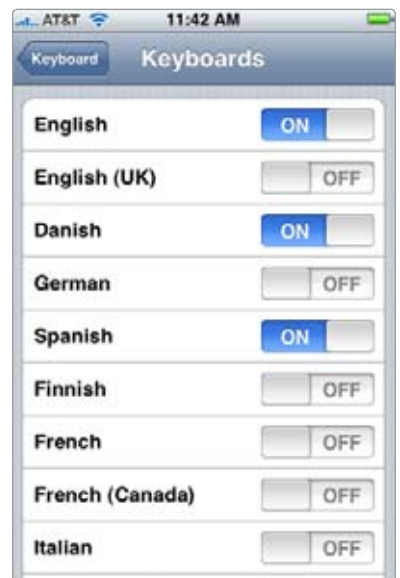 AT&T 11:42 AM
Keyboard Keyboards
English ON
English (UK) OFF
Danish ON
German OFF
Spanish ON
Finnish OFF
French OFF
French (Canada) OFF
Italian OFF